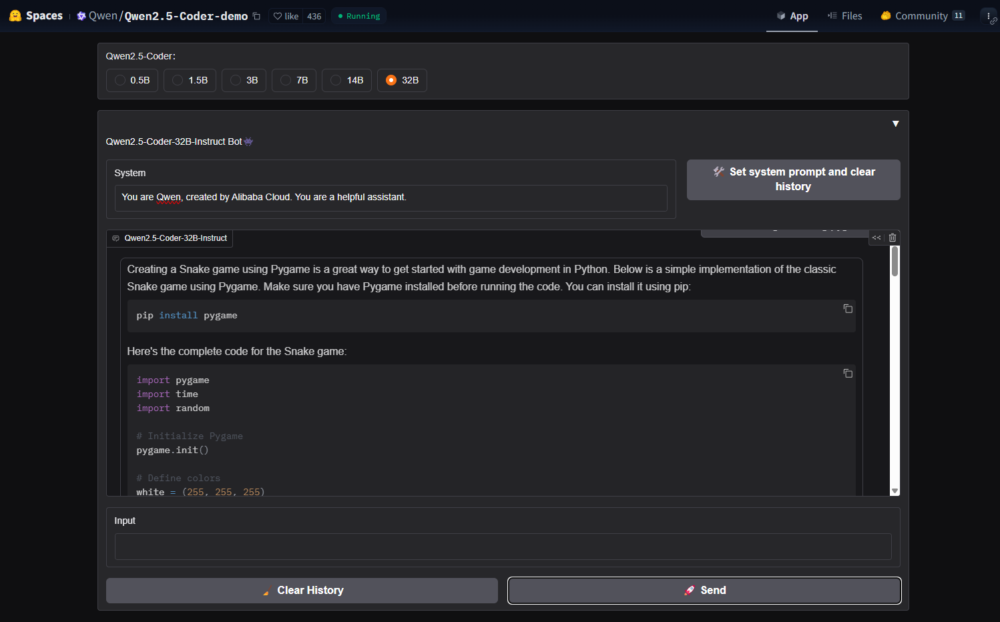 Spaces Qwen/Qwen2.5-Coder-demo like 436 Running App Files Community 11
Qwen2.5-Coder:
0.5B 1.5B 3B 7B 14B 32B
Qwen2.5-Coder-32B-Instruct Bot
System
You are Qwen, created by Alibaba Cloud. You are a helpful assistant.
Set system prompt and clear
history
Qwen2.5-Coder-32B-Instruct
<<
Creating a Snake game using Pygame is a great way to get started with game development in Python. Below is a simple implementation of the classic
Snake game using Pygame. Make sure you have Pygame installed before running the code. You can install it using pip:
pip install pygame
Here's the complete code for the Snake game:
import pygame
import time
import random
# Initialize Pygame
pygame.init()
# Define colors
white = (255, 255, 255)
Input
Clear History
Send